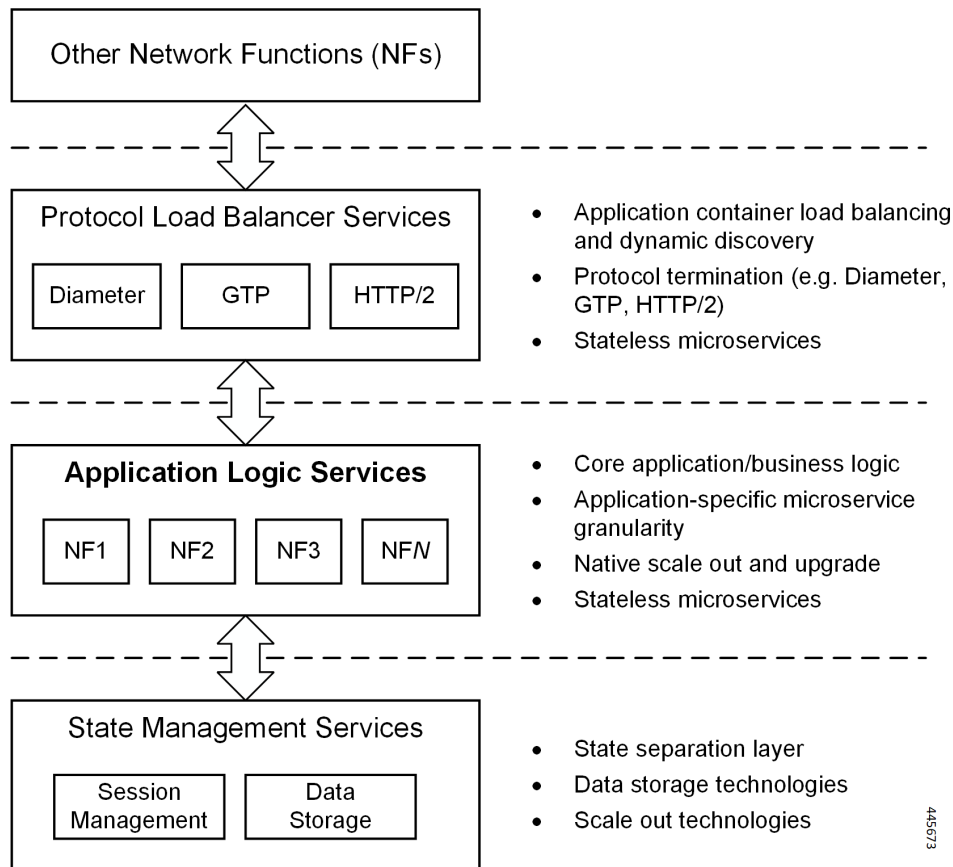 Other Network Functions (NFs)
Protocol Load Balancer Services
Diameter
GTP
HTTP/2
• Application container load balancing
and dynamic discovery
• Protocol termination (e.g. Diameter,
GTP, HTTP/2)
• Stateless microservices
Application Logic Services
NF1
NF2
NF3
NFN
• Core application/business logic
• Application-specific microservice
granularity
• Native scale out and upgrade
• Stateless microservices
State Management Services
Session
Management
Data
Storage
• State separation layer
• Data storage technologies
• Scale out technologies
445673